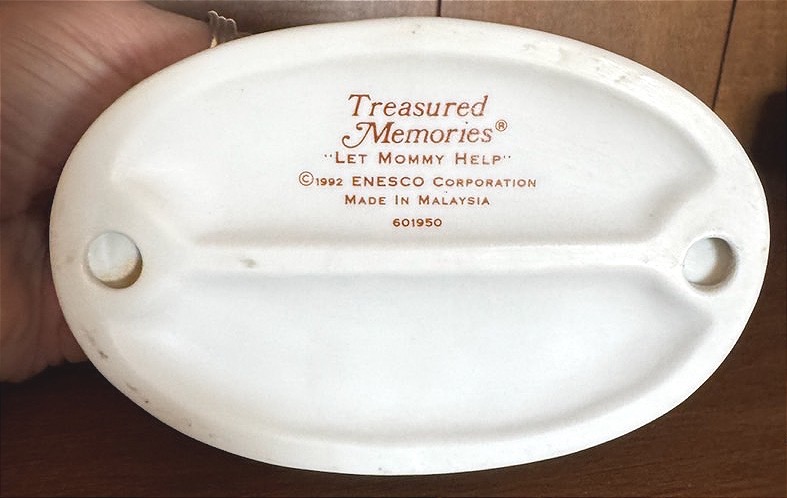 Treasured
Memories®
"LET MOMMY HELP"
©1992 ENESCO CORPORATION
MADE IN MALAYSIA
601950